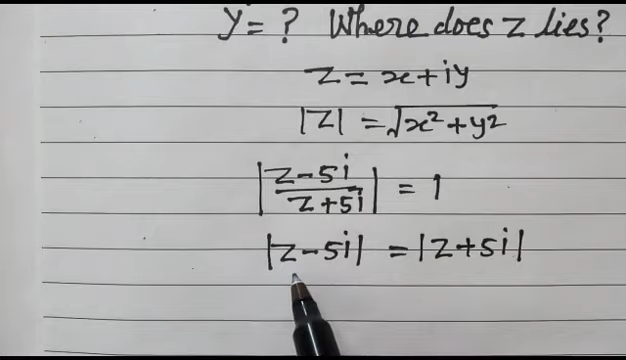 y = ? Where does z lies?
z = x + iy
|z| = √x² + y²
|z - 5i / z + 5i| = 1
|z - 5i| = |z + 5i|